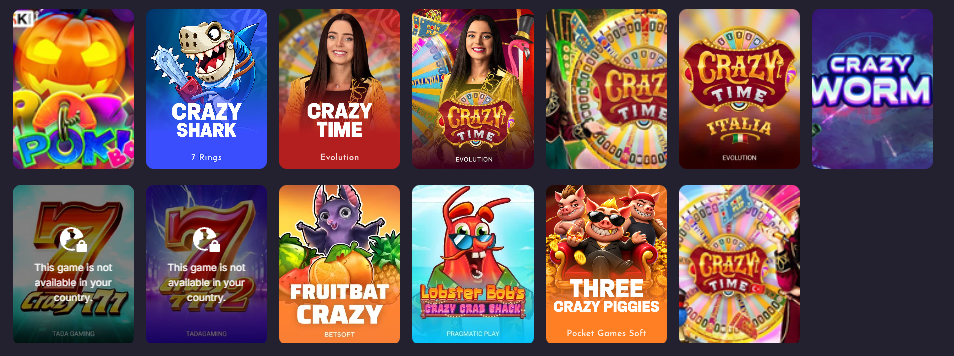 CRAZY
SHARK
7 Rings
CRAZY
TIME
Evolution
CRAZY
TIME
EVOLUTION
CRAZY
TIME
CRAZY
TIME
ITALIA
EVOLUTION
CRAZY
WORM
7
This game is not
available in your
country.
TADA GAMING
7
This game is not
available in your
country.
TADAGAMING
FRUITBAT
CRAZY
BETSOFT
Lobster Bob's
CRAZY CRAB SHACK
PRAGMATIC PLAY
THREE
CRAZY PIGGIES
Pocket Games Soft
CRAZY
TIME